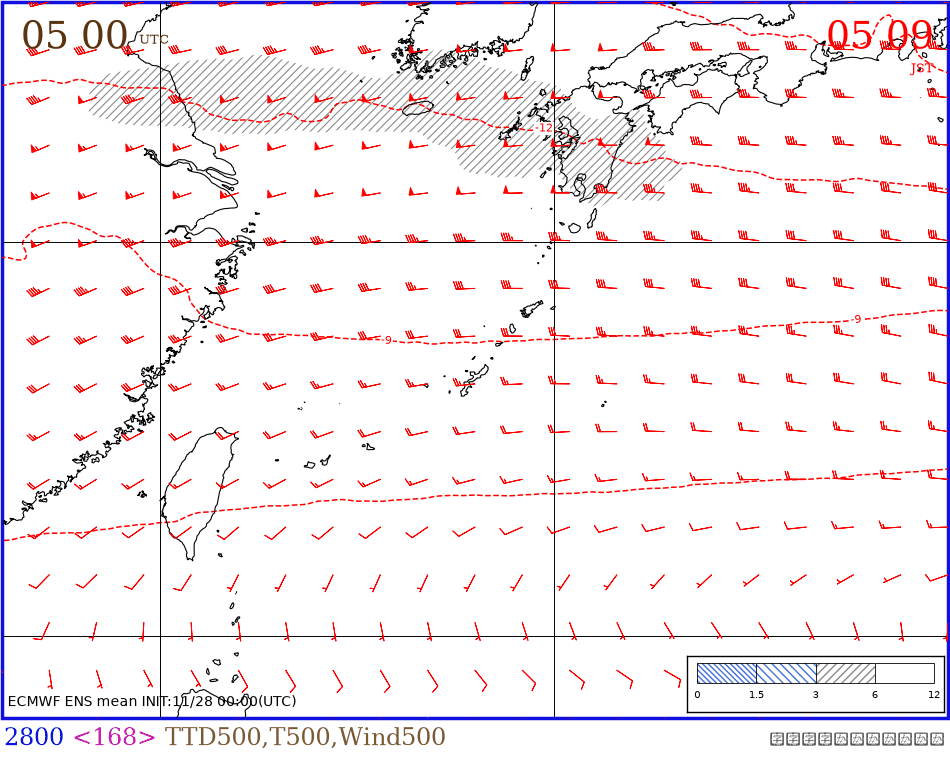 05 00 UTC
05 09
JST
-12
-9
-9
0 1.5 3 6 12
ECMWF ENS mean INIT:11/28 00:00(UTC)
2800 <168> TTD500,T500,Wind500